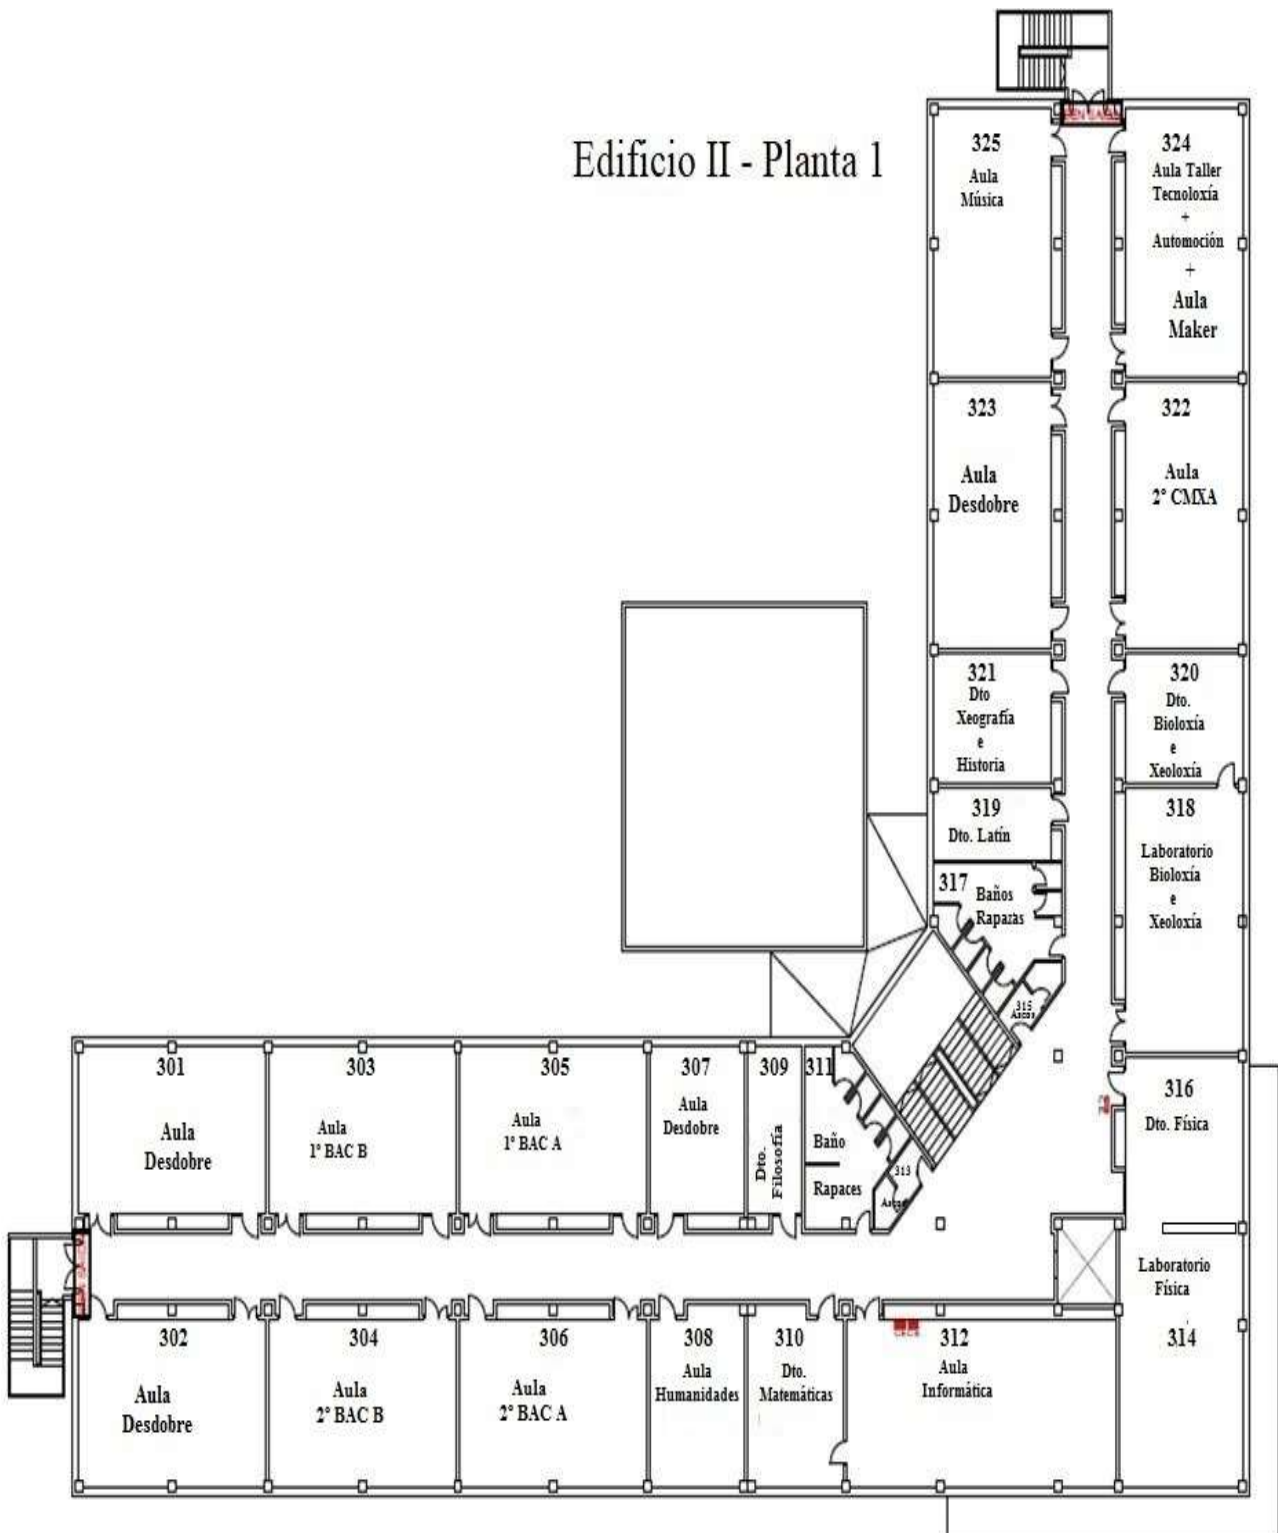 Edificio II - Planta 1
325
Aula
Música
324
Aula Taller
Tecnoloxía
+
Automoción
+
Aula
Maker
323
Aula
Desdobre
322
Aula
2º CMXA
321
Dto
Xeografía
e
Historia
320
Dto.
Bioloxía
e
Xeoloxía
319
Dto. Latín
318
Laboratorio
Bioloxía
e
Xeoloxía
317
Baños
Rapazas
315
301
Aula
Desdobre
303
Aula
1º BAC B
305
Aula
1º BAC A
307
Aula
Desdobre
309
Dto.
Filosofía
311
Baño
Rapaces
313
316
Dto. Física
Laboratorio
Física
314
302
Aula
Desdobre
304
Aula
2º BAC B
306
Aula
2º BAC A
308
Aula
Humanidades
310
Dto.
Matemáticas
312
Aula
Informática